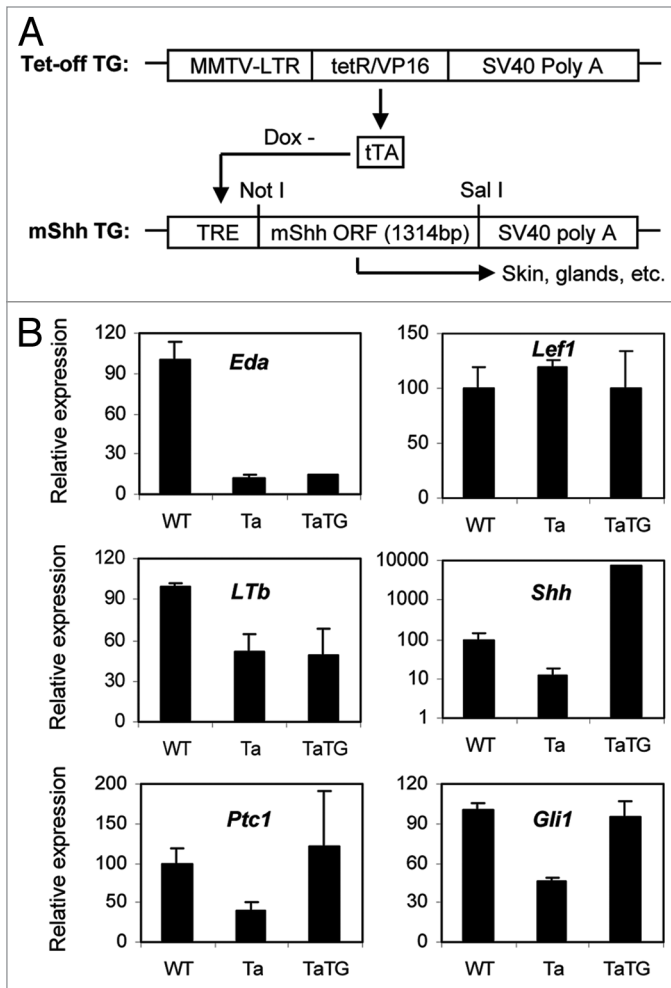 A
Tet-off TG: MMTV-LTR tetR/VP16 SV40 Poly A
Dox - tTA
Not I Sal I
mShh TG: TRE mShh ORF (1314bp) SV40 poly A
Skin, glands, etc.
B
Relative expression
120
90
60
30
0
Eda
WT Ta TaTG
150
100
50
0
Lef1
WT Ta TaTG
Relative expression
120
90
60
30
0
LTb
WT Ta TaTG
10000
1000
100
10
1
Shh
WT Ta TaTG
Relative expression
200
150
100
50
0
Ptc1
WT Ta TaTG
120
90
60
30
0
Gli1
WT Ta TaTG